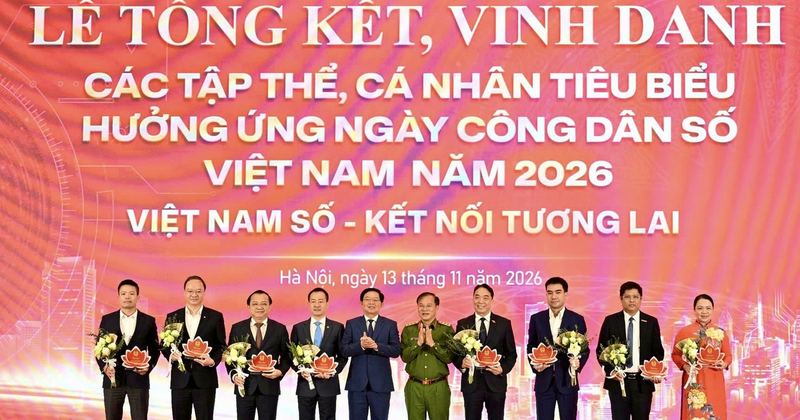 LỄ TỔNG KẾT, VINH DANH
CÁC TẬP THỂ, CÁ NHÂN TIÊU BIỂU
HƯỞNG ỨNG NGÀY CÔNG DÂN SỐ
VIỆT NAM NĂM 2026
VIỆT NAM SỐ - KẾT NỐI TƯƠNG LAI
Hà Nội, ngày 13 tháng 11 năm 2026